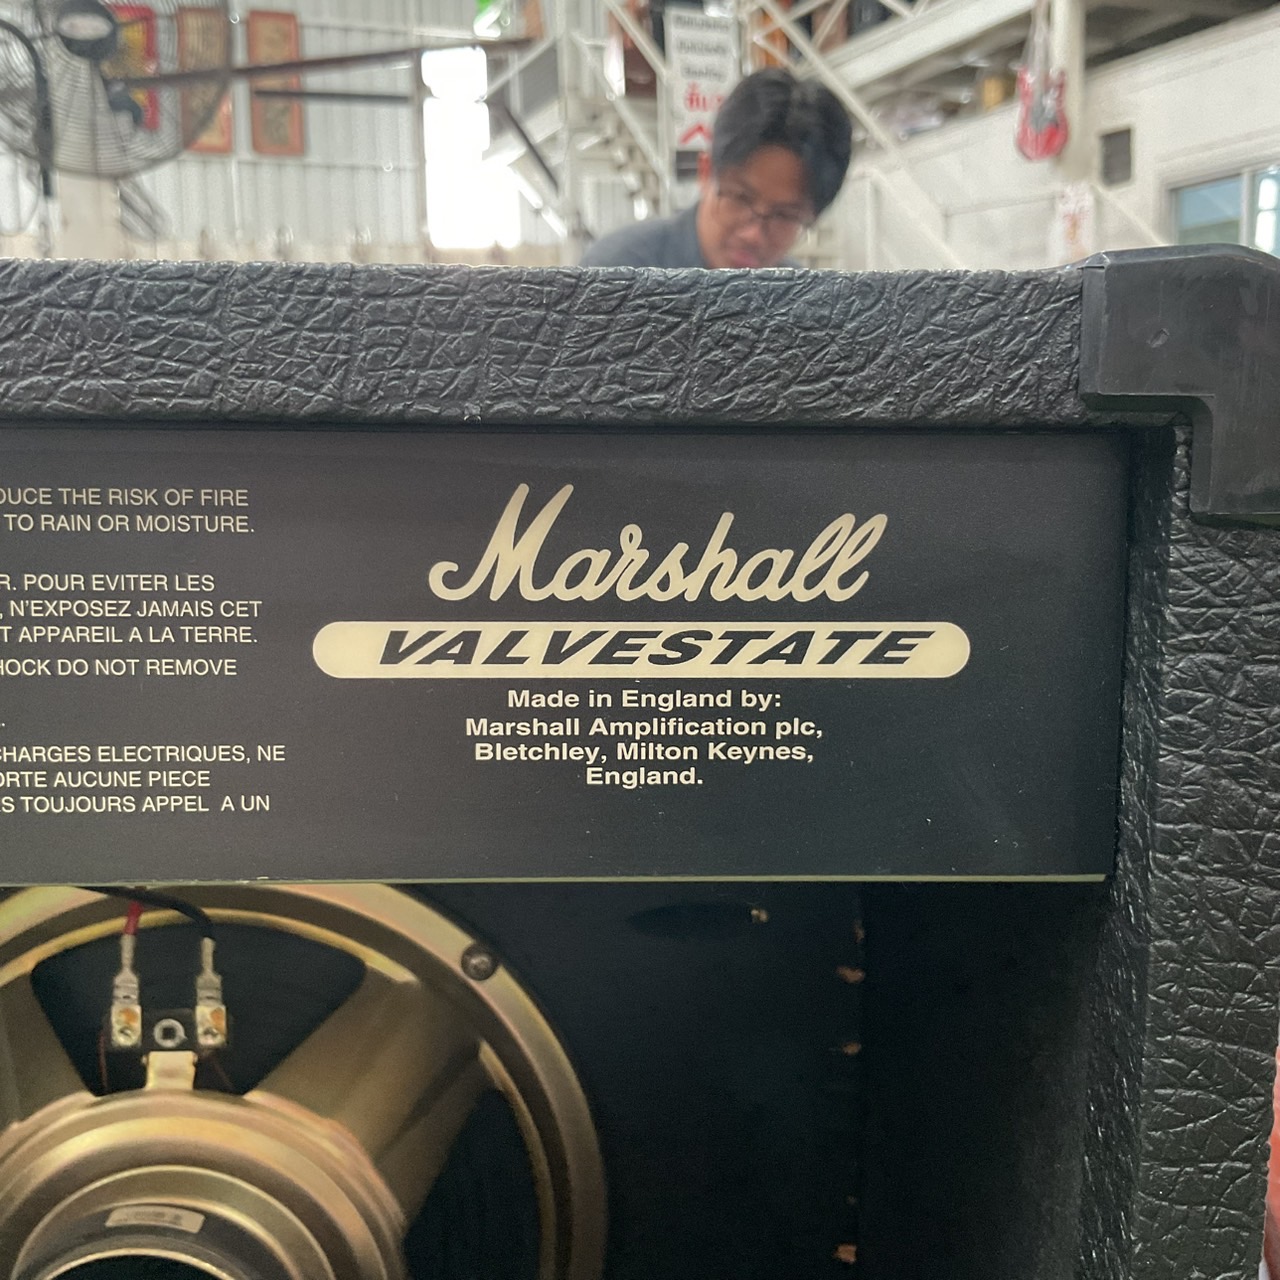 DUCE THE RISK OF FIRE
TO RAIN OR MOISTURE.
R. POUR EVITER LES
, N'EXPOSEZ JAMAIS CET
T APPAREIL A LA TERRE.
HOCK DO NOT REMOVE
.
CHARGES ELECTRIQUES, NE
ORTE AUCUNE PIECE
S TOUJOURS APPEL A UN
Marshall
VALVESTATE
Made in England by:
Marshall Amplification plc,
Bletchley, Milton Keynes,
England.